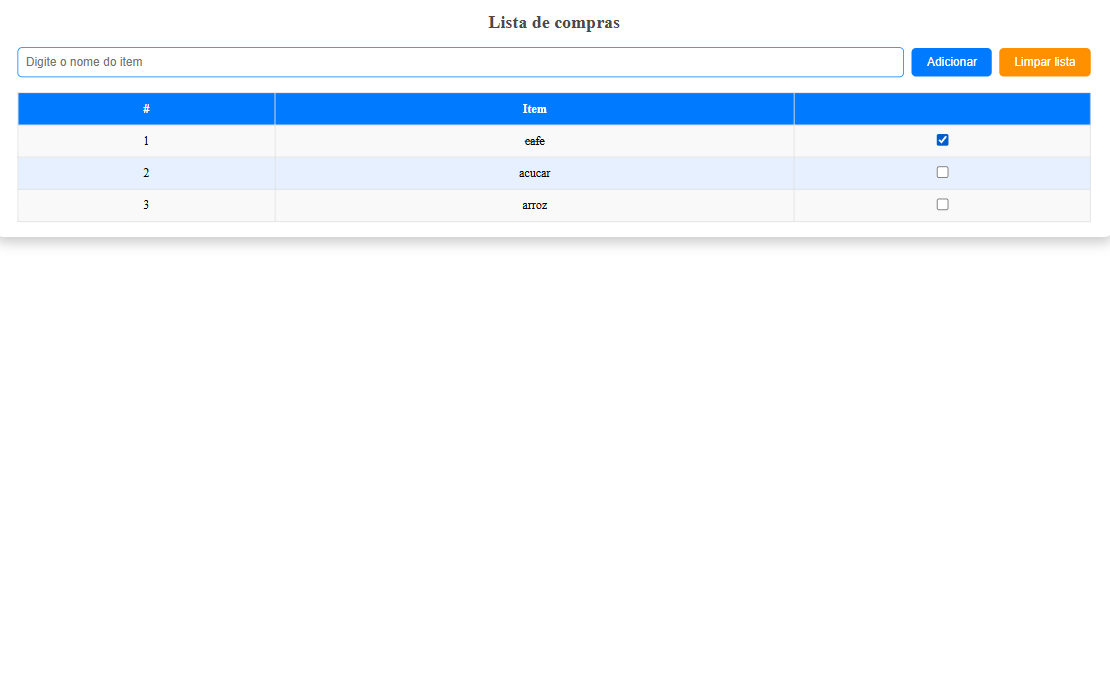 Lista de compras
Digite o nome do item Adicionar Limpar lista
# Item
1 cafe
2 acucar
3 arroz